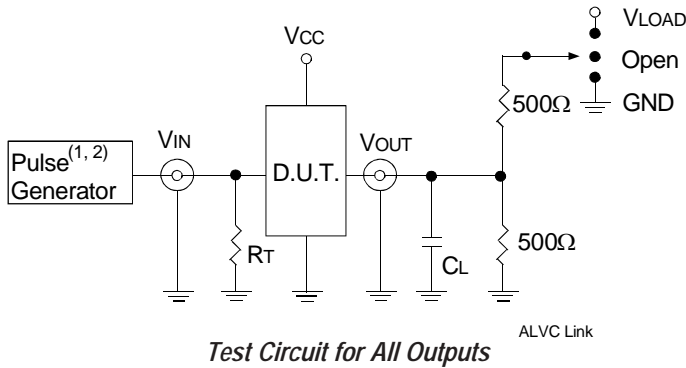 VLOAD
VCC
Open
500Ω
GND
VIN
VOUT
Pulse(1, 2)
Generator
D.U.T.
RT
CL
500Ω
ALVC Link
Test Circuit for All Outputs